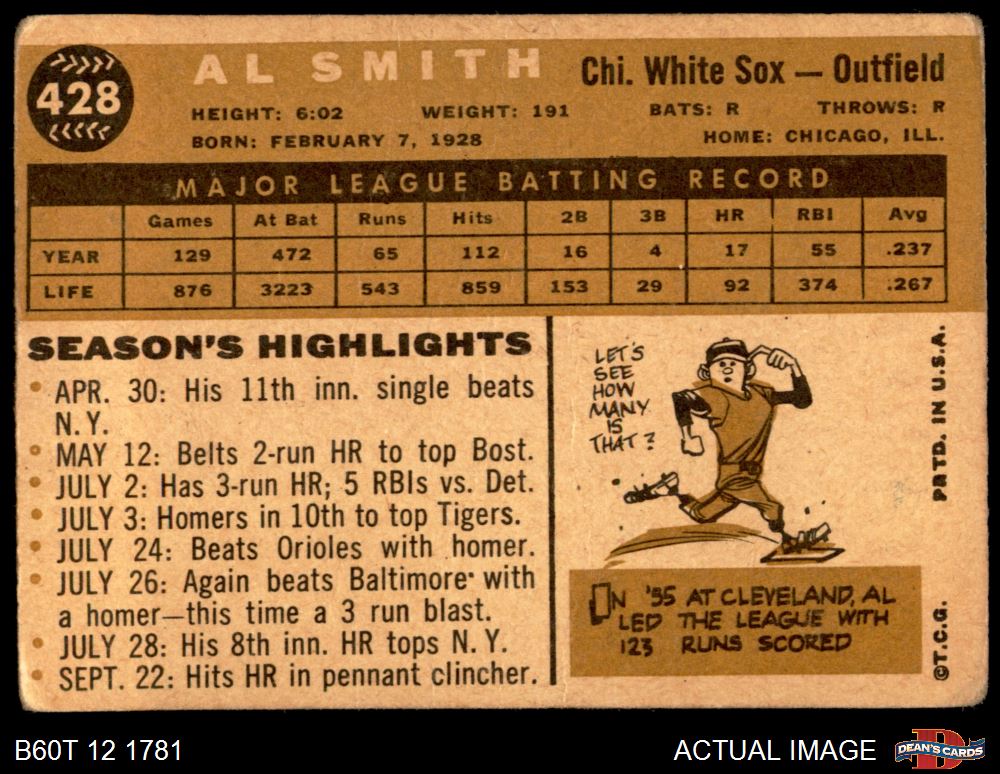 428
AL SMITH
Chi. White Sox — Outfield
HEIGHT: 6:02 WEIGHT: 191 BATS: R THROWS: R
BORN: FEBRUARY 7, 1928 HOME: CHICAGO, ILL.
MAJOR LEAGUE BATTING RECORD
Games At Bat Runs Hits 2B 3B HR RBI Avg
YEAR 129 472 65 112 16 4 17 55 .237
LIFE 876 3223 543 859 153 29 92 374 .267
SEASON'S HIGHLIGHTS
• APR. 30: His 11th inn. single beats
N.Y.
• MAY 12: Belts 2-run HR to top Bost.
• JULY 2: Has 3-run HR; 5 RBIs vs. Det.
• JULY 3: Homers in 10th to top Tigers.
• JULY 24: Beats Orioles with homer.
• JULY 26: Again beats Baltimore with
a homer—this time a 3 run blast.
• JULY 28: His 8th inn. HR tops N.Y.
• SEPT. 22: Hits HR in pennant clincher.
LET'S
SEE
HOW
MANY
IS
THAT?
ON '55 AT CLEVELAND, AL
LED THE LEAGUE WITH
123 RUNS SCORED
©T.C.G. PRTD. IN U.S.A.
B60T 12 1781
ACTUAL IMAGE
DEAN'S CARDS